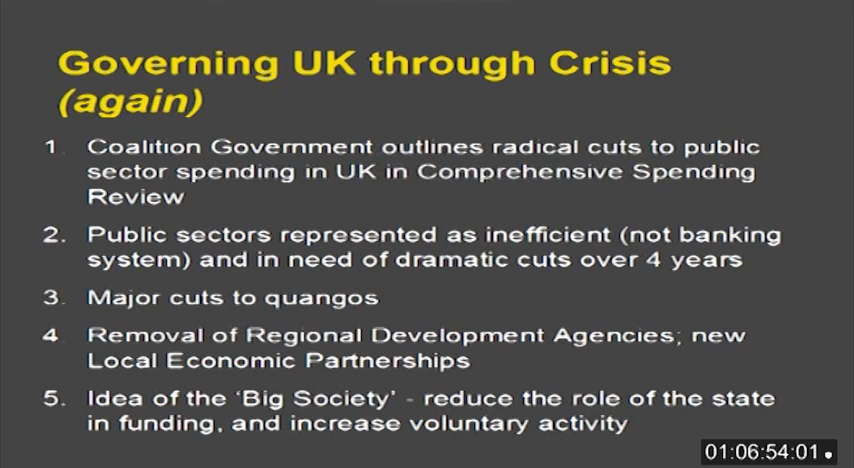 Governing UK through Crisis
(again)
1. Coalition Government outlines radical cuts to public
sector spending in UK in Comprehensive Spending
Review
2. Public sectors represented as inefficient (not banking
system) and in need of dramatic cuts over 4 years
3. Major cuts to quangos
4 Removal of Regional Development Agencies; new
Local Economic Partnerships
5. Idea of the 'Big Society' - reduce the role of the state
in funding, and increase voluntary activity
01:06:54:01